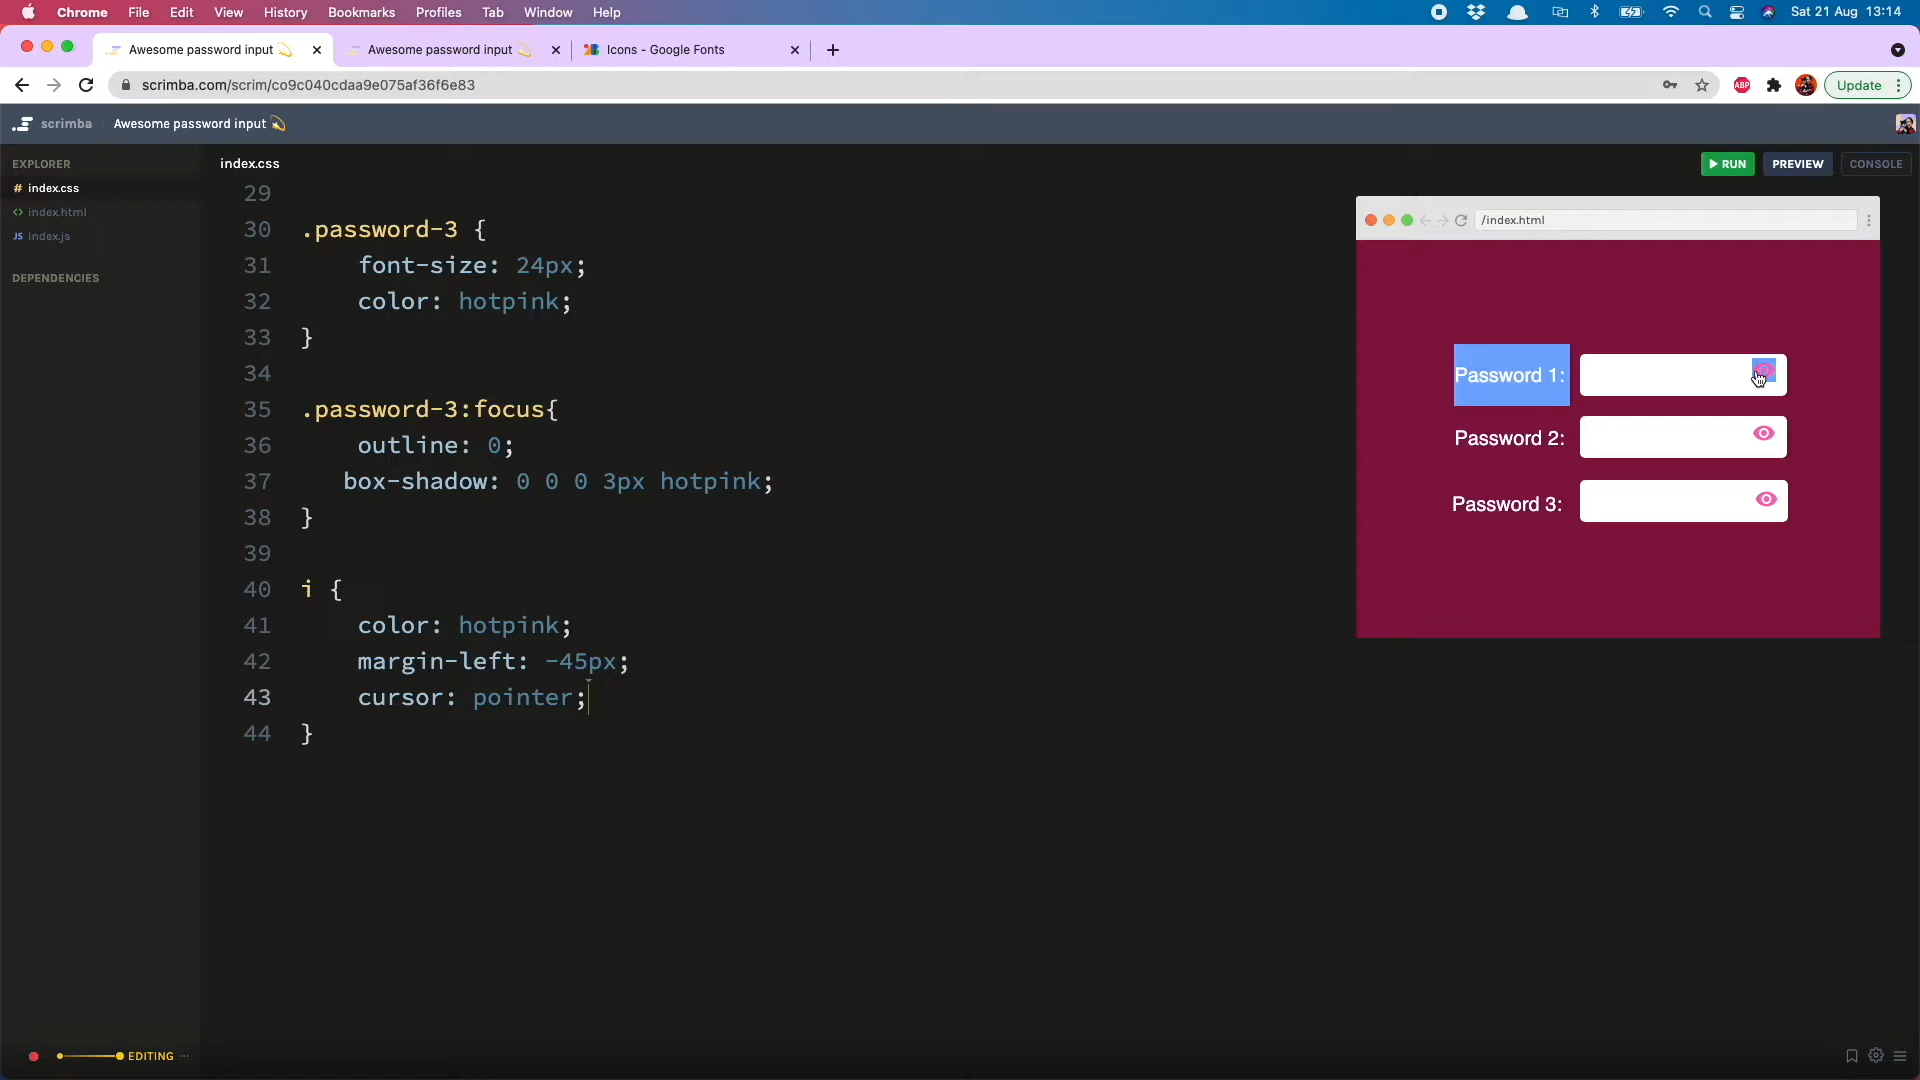 Chrome File Edit View History Bookmarks Profiles Tab Window Help Sat 21 Aug 13:14
Awesome password input 💫 Awesome password input 💫 Icons - Google Fonts
scrimba.com/scrim/co9c040cdaa9e075af36f6e83 ABP Update
scrimba Awesome password input 💫
EXPLORER
# index.css
<> index.html
JS index.js
DEPENDENCIES
index.css
RUN PREVIEW CONSOLE
29
30 .password-3 {
31 font-size: 24px;
32 color: hotpink;
33 }
34
35 .password-3:focus{
36 outline: 0;
37 box-shadow: 0 0 0 3px hotpink;
38 }
39
40 i {
41 color: hotpink;
42 margin-left: -45px;
43 cursor: pointer;
44 }
/index.html
Password 1:
Password 2:
Password 3:
EDITING ...